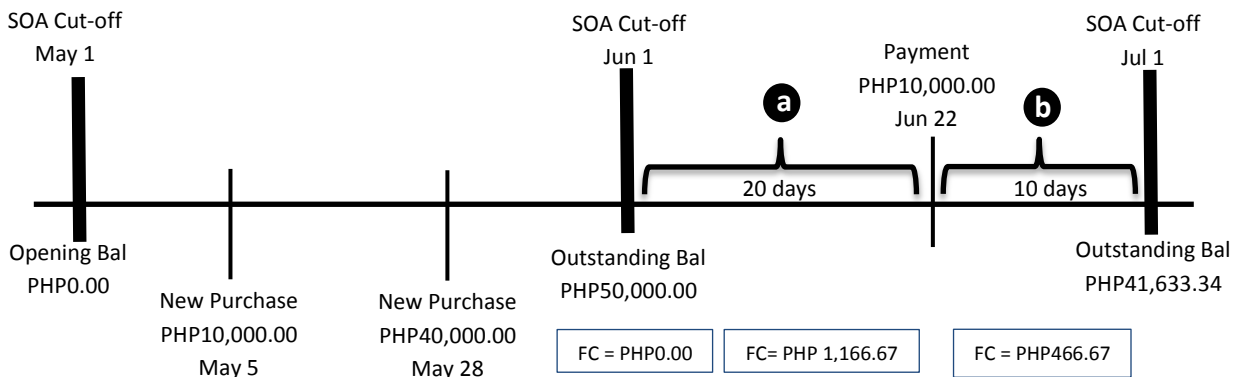 SOA Cut-off
May 1
SOA Cut-off
Jun 1
Payment
PHP10,000.00
Jun 22
SOA Cut-off
Jul 1
a
b
20 days
10 days
Opening Bal
PHP0.00
New Purchase
PHP10,000.00
May 5
New Purchase
PHP40,000.00
May 28
Outstanding Bal
PHP50,000.00
Outstanding Bal
PHP41,633.34
FC = PHP0.00
FC= PHP 1,166.67
FC = PHP466.67